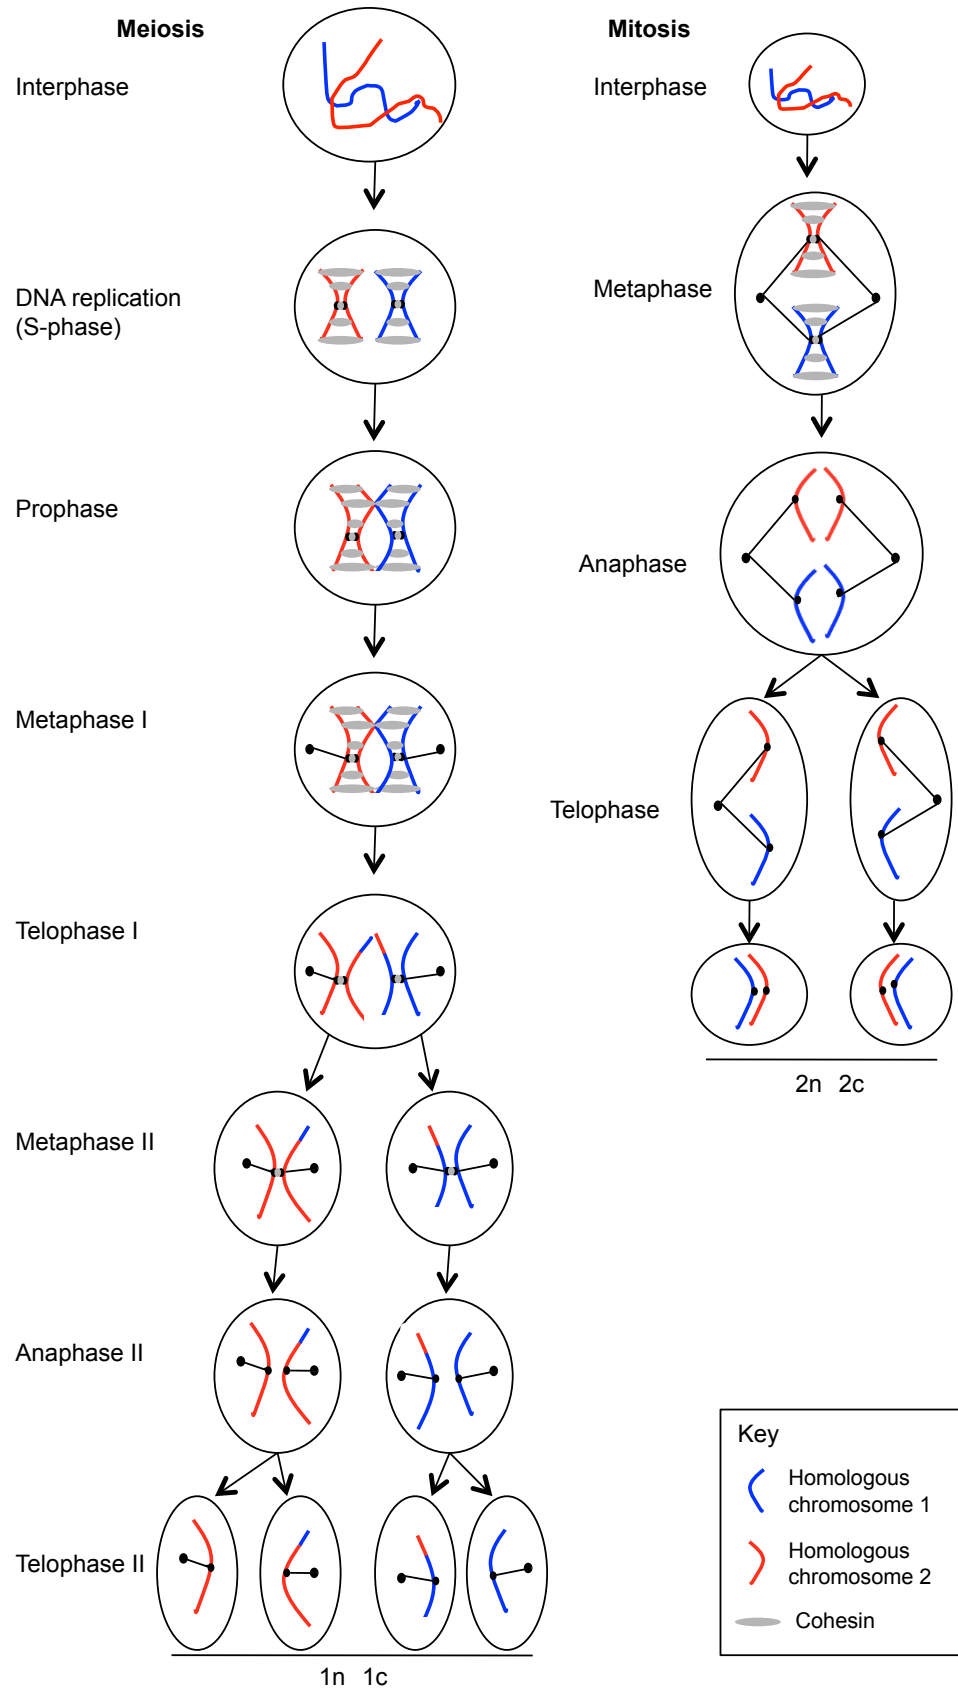 Meiosis
Interphase
DNA replication
(S-phase)
Prophase
Metaphase I
Telophase I
Metaphase II
Anaphase II
Telophase II
1n 1c
Mitosis
Interphase
Metaphase
Anaphase
Telophase
2n 2c
Key
Homologous
chromosome 1
Homologous
chromosome 2
Cohesin